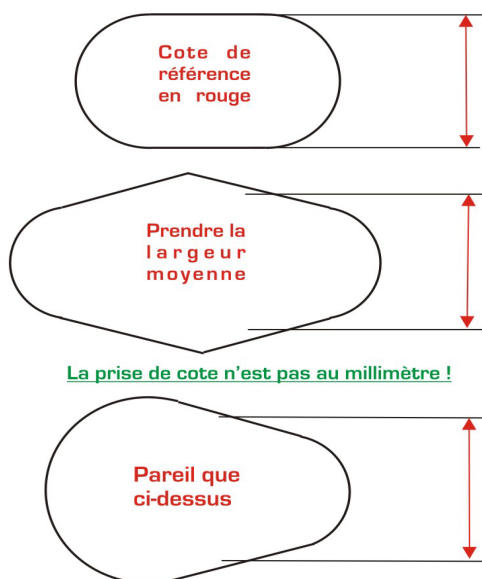 Cote de
référence
en rouge
Prendre la
largeur
moyenne
La prise de cote n'est pas au millimètre !
Pareil que
ci-dessus